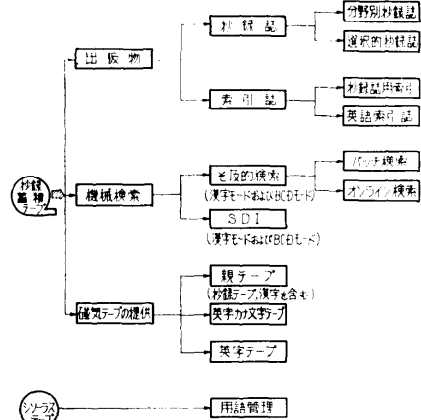 分野別抄録誌
抄録誌
選択的抄録誌
出版物
抄録誌用索引
索引誌
英語索引誌
バッチ検索
遡及的検索
オンライン検索
(漢字モードおよびBCDモード)
抄録
蓄積
テープ
機械検索
SDI
(漢字モードおよびBCDモード)
親テープ
(抄録テープ,漢字を含む)
磁気テープの提供
英字カナ文字テープ
英字テープ
シソーラス
テープ
用語管理